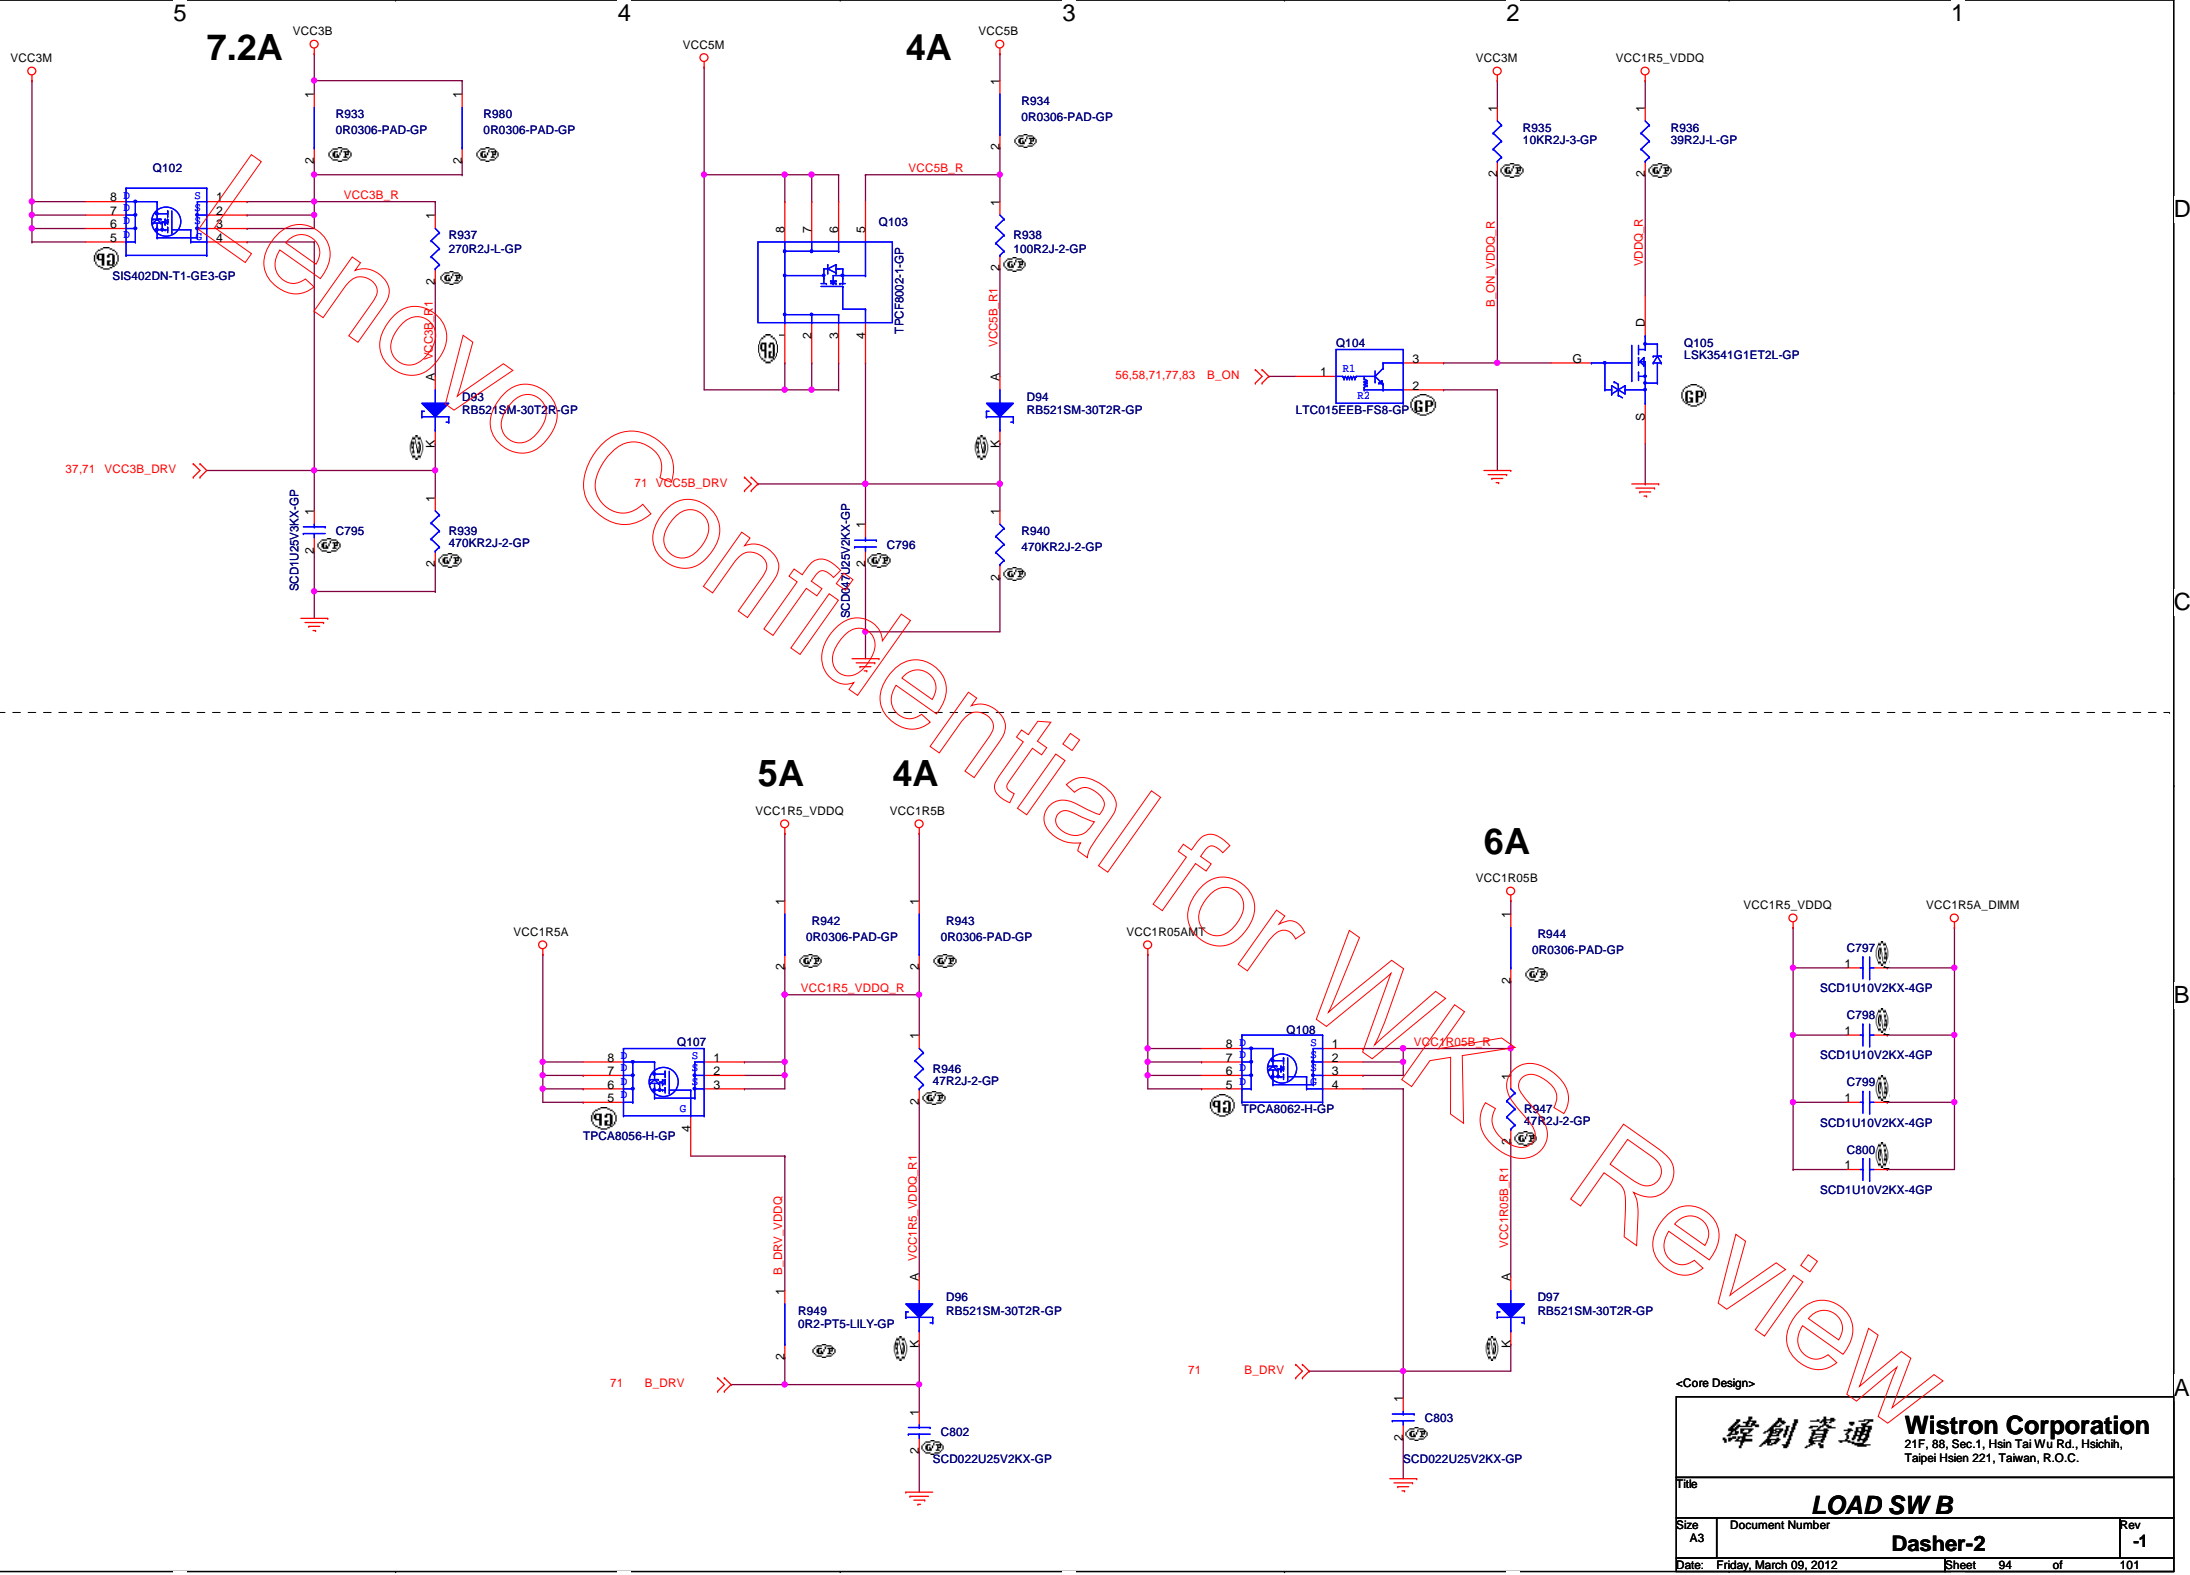 5
4
3
2
1
D
C
B
A
VCC3M
7.2A
VCC3B
R933
0R0306-PAD-GP
R980
0R0306-PAD-GP
Q102
SIS402DN-T1-GE3-GP
VCC3B_R
R937
270R2J-L-GP
VCC3B_R1
D93
RB521SM-30T2R-GP
37,71 VCC3B_DRV
SCD1U25V3KX-GP
C795
R939
470KR2J-2-GP
VCC5M
4A
VCC5B
R934
0R0306-PAD-GP
VCC5B_R
Q103
TPCF8002-1-GP
R938
100R2J-2-GP
VCC5B_R1
D94
RB521SM-30T2R-GP
71 VCC5B_DRV
SCD047U25V2KX-GP
C796
R940
470KR2J-2-GP
VCC3M
VCC1R5_VDDQ
R935
10KR2J-3-GP
R936
39R2J-L-GP
B_ON_VDDQ_R
VDDQ_R
56,58,71,77,83 B_ON
Q104
R1
R2
LTC015EEB-FS8-GP
G
D
S
Q105
LSK3541G1ET2L-GP
5A
4A
VCC1R5_VDDQ
VCC1R5B
VCC1R5A
R942
0R0306-PAD-GP
R943
0R0306-PAD-GP
VCC1R5_VDDQ_R
Q107
TPCA8056-H-GP
R946
47R2J-2-GP
B_DRV_VDDQ
VCC1R5_VDDQ_R1
R949
0R2-PT5-LILY-GP
D96
RB521SM-30T2R-GP
71 B_DRV
C802
SCD022U25V2KX-GP
6A
VCC1R05B
VCC1R05AMT
R944
0R0306-PAD-GP
Q108
TPCA8062-H-GP
VCC1R05B_R
R947
47R2J-2-GP
VCC1R05B_R1
D97
RB521SM-30T2R-GP
71 B_DRV
C803
SCD022U25V2KX-GP
VCC1R5_VDDQ
VCC1R5A_DIMM
C797
SCD1U10V2KX-4GP
C798
SCD1U10V2KX-4GP
C799
SCD1U10V2KX-4GP
C800
SCD1U10V2KX-4GP
Lenovo Confidential for WKS Review
<Core Design>
緯創資通
Wistron Corporation
21F, 88, Sec.1, Hsin Tai Wu Rd., Hsichih,
Taipei Hsien 221, Taiwan, R.O.C.
Title
LOAD SW B
Size
A3
Document Number
Dasher-2
Rev
-1
Date: Friday, March 09, 2012
Sheet 94 of 101